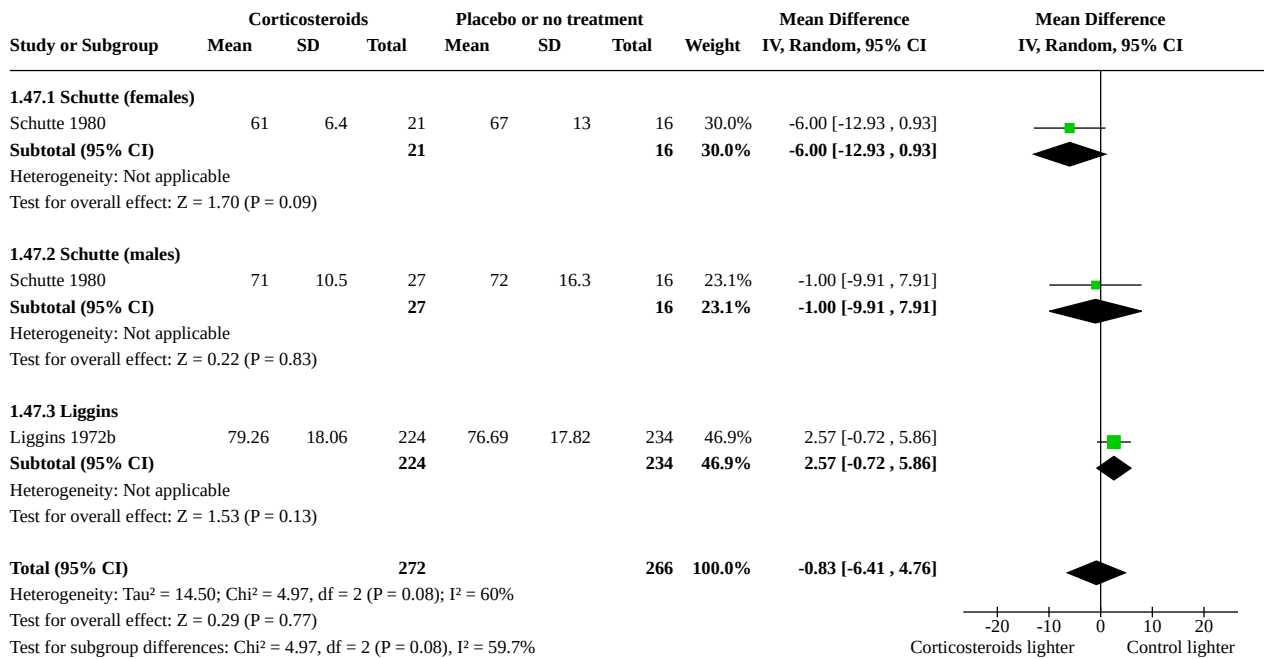 Corticosteroids Placebo or no treatment Mean Difference Mean Difference
Study or Subgroup Mean SD Total Mean SD Total Weight IV, Random, 95% CI IV, Random, 95% CI
1.47.1 Schutte (females)
Schutte 1980 61 6.4 21 67 13 16 30.0% -6.00 [-12.93 , 0.93]
Subtotal (95% CI) 21 16 30.0% -6.00 [-12.93 , 0.93]
Heterogeneity: Not applicable
Test for overall effect: Z = 1.70 (P = 0.09)
1.47.2 Schutte (males)
Schutte 1980 71 10.5 27 72 16.3 16 23.1% -1.00 [-9.91 , 7.91]
Subtotal (95% CI) 27 16 23.1% -1.00 [-9.91 , 7.91]
Heterogeneity: Not applicable
Test for overall effect: Z = 0.22 (P = 0.83)
1.47.3 Liggins
Liggins 1972b 79.26 18.06 224 76.69 17.82 234 46.9% 2.57 [-0.72 , 5.86]
Subtotal (95% CI) 224 234 46.9% 2.57 [-0.72 , 5.86]
Heterogeneity: Not applicable
Test for overall effect: Z = 1.53 (P = 0.13)
Total (95% CI) 272 266 100.0% -0.83 [-6.41 , 4.76]
Heterogeneity: Tau² = 14.50; Chi² = 4.97, df = 2 (P = 0.08); I² = 60%
Test for overall effect: Z = 0.29 (P = 0.77)
-20 -10 0 10 20
Test for subgroup differences: Chi² = 4.97, df = 2 (P = 0.08), I² = 59.7% Corticosteroids lighter Control lighter